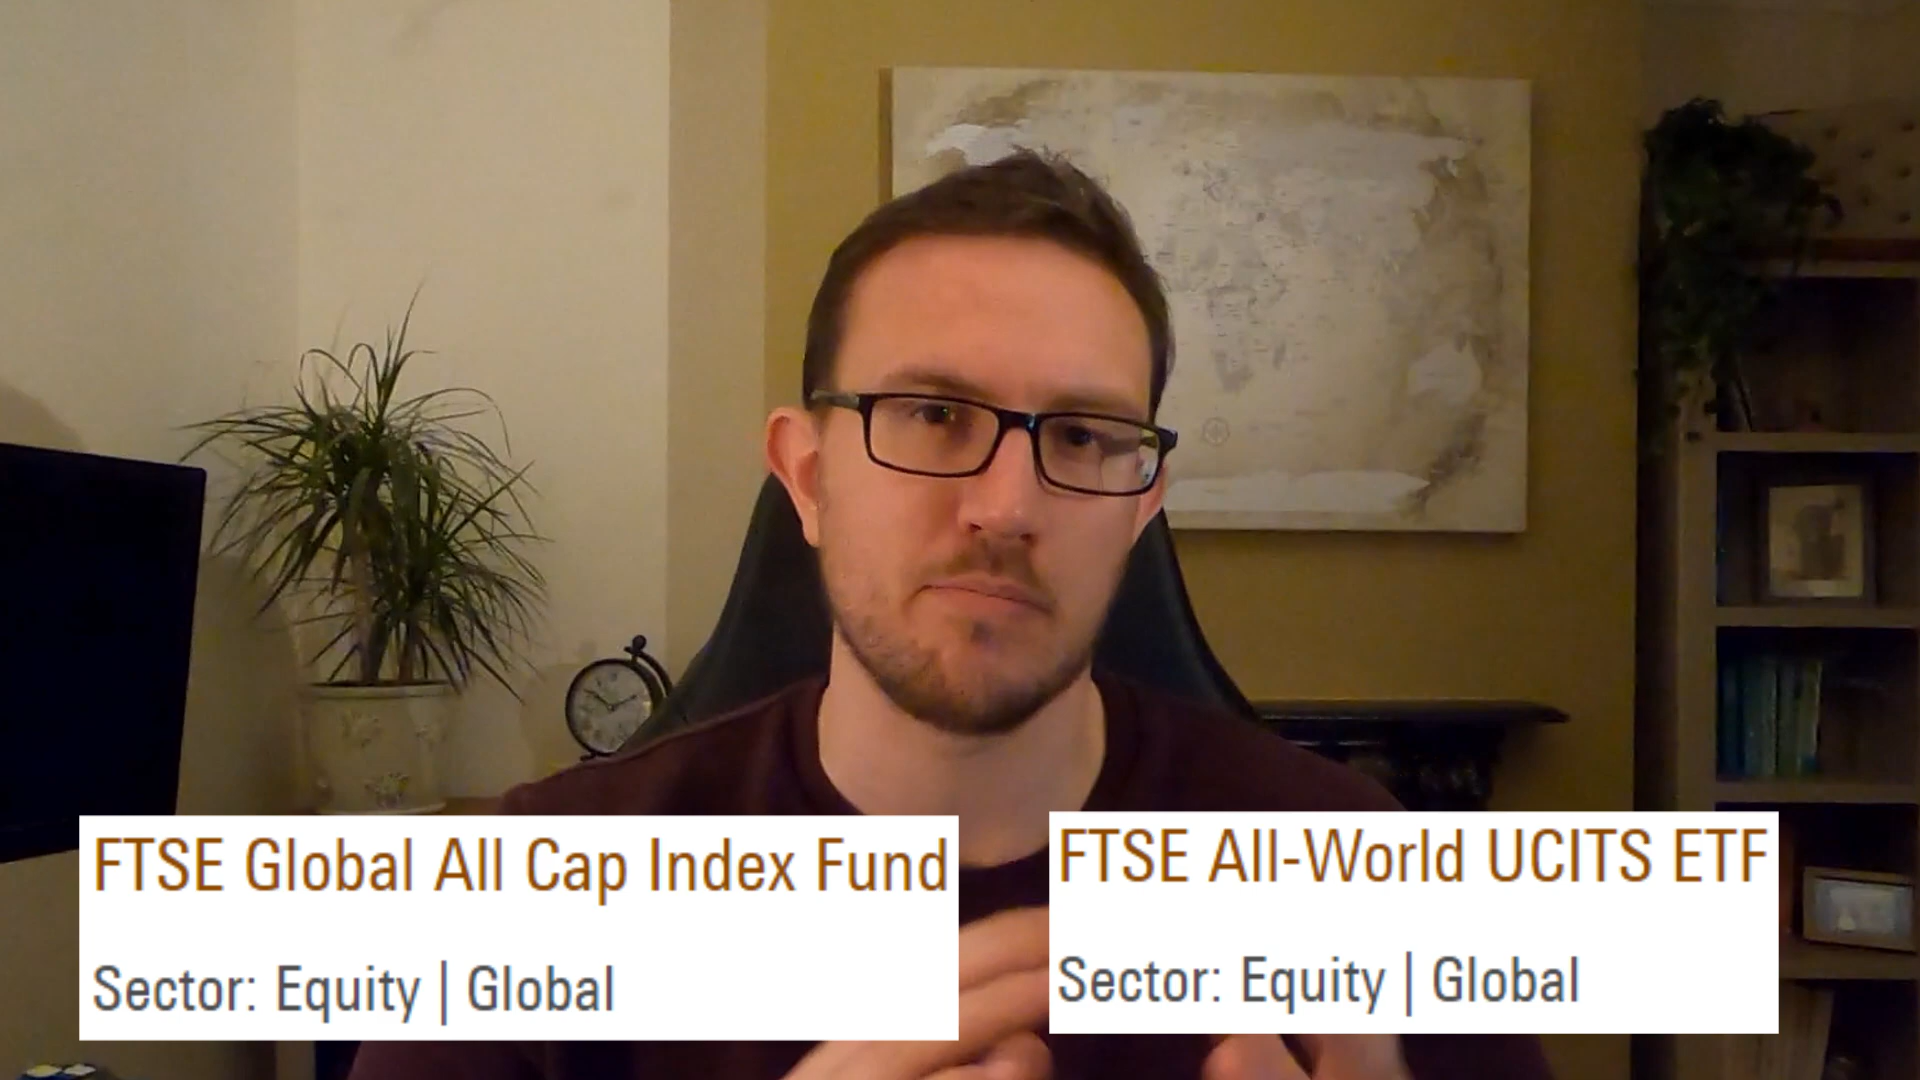 FTSE Global All Cap Index Fund
Sector: Equity | Global
FTSE All-World UCITS ETF
Sector: Equity | Global